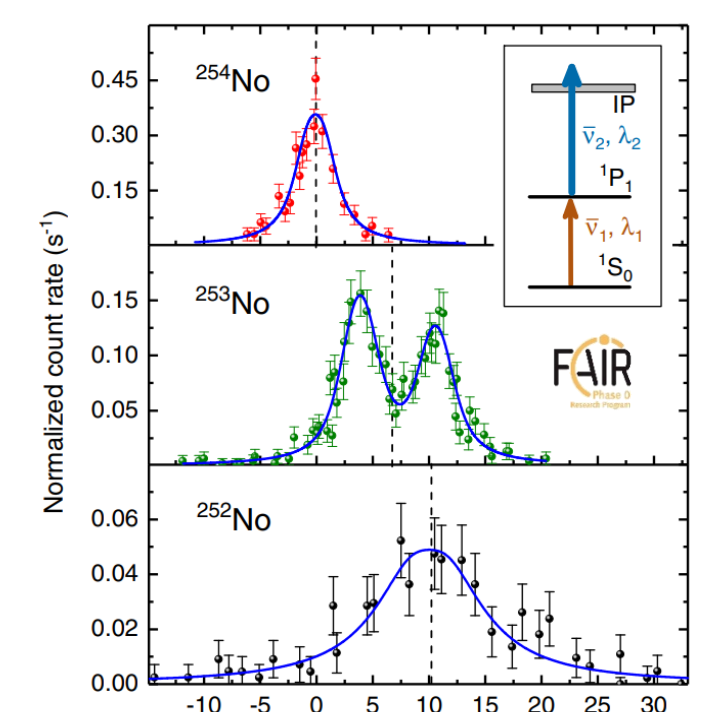 Normalized count rate (s⁻¹)
²⁵⁴No
0.45
0.30
0.15
IP
ν̅₂, λ₂
¹P₁
ν̅₁, λ₁
¹S₀
²⁵³No
0.15
0.10
0.05
FAIR
Phase 0
Research Program
²⁵²No
0.06
0.04
0.02
0.00
-10 -5 0 5 10 15 20 25 30